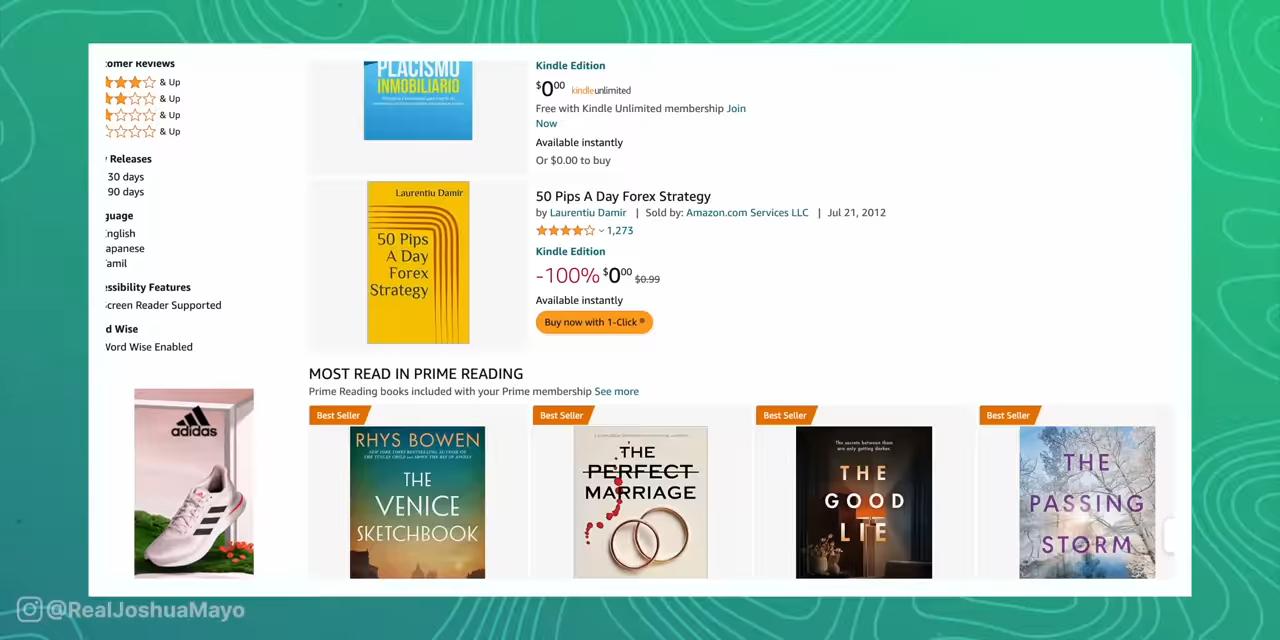 omer Reviews
& Up
& Up
& Up
& Up
Releases
30 days
90 days
guage
nglish
apanese
amil
essibility Features
creen Reader Supported
d Wise
Word Wise Enabled
adidas
PLACISMO
INMOBILIARIO
Kindle Edition
$0.00 kindleunlimited
Free with Kindle Unlimited membership Join
Now
Available instantly
Or $0.00 to buy
Laurentiu Damir
50 Pips
A Day
Forex
Strategy
50 Pips A Day Forex Strategy
by Laurentiu Damir | Sold by: Amazon.com Services LLC | Jul 21, 2012
1,273
Kindle Edition
-100% $0.00 $0.99
Available instantly
Buy now with 1-Click ®
MOST READ IN PRIME READING
Prime Reading books included with your Prime membership See more
Best Seller
RHYS BOWEN
THE
VENICE
SKETCHBOOK
Best Seller
THE
PERFECT
MARRIAGE
Best Seller
The secrets between them
are only getting darker.
THE
GOOD
LIE
Best Seller
THE
PASSING
STORM
@RealJoshuaMayo